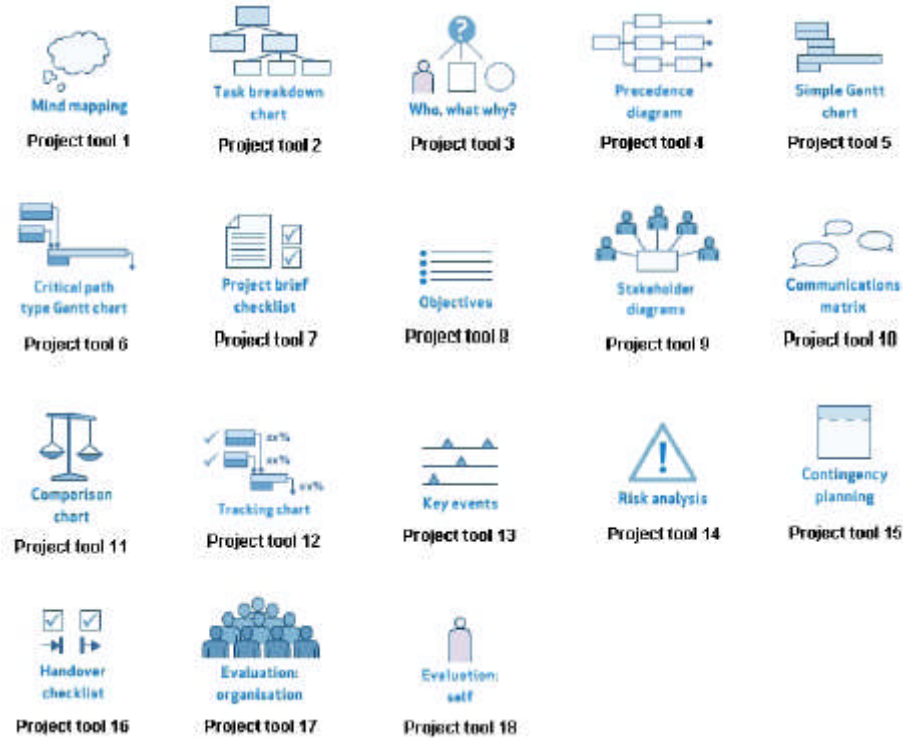 ?
Mind mapping
Project tool 1
Task breakdown
chart
Project tool 2
Who, what why?
Project tool 3
Precedence
diagram
Project tool 4
Simple Gantt
chart
Project tool 5
Critical path
type Gantt chart
Project tool 6
Project brief
checklist
Project tool 7
Objectives
Project tool 8
Stakeholder
diagrams
Project tool 9
Communications
matrix
Project tool 10
Comparison
chart
Project tool 11
xx%
xx%
xx%
Tracking chart
Project tool 12
Key events
Project tool 13
!
Risk analysis
Project tool 14
Contingency
planning
Project tool 15
Handover
checklist
Project tool 16
Evaluation:
organisation
Project tool 17
Evaluation:
self
Project tool 18